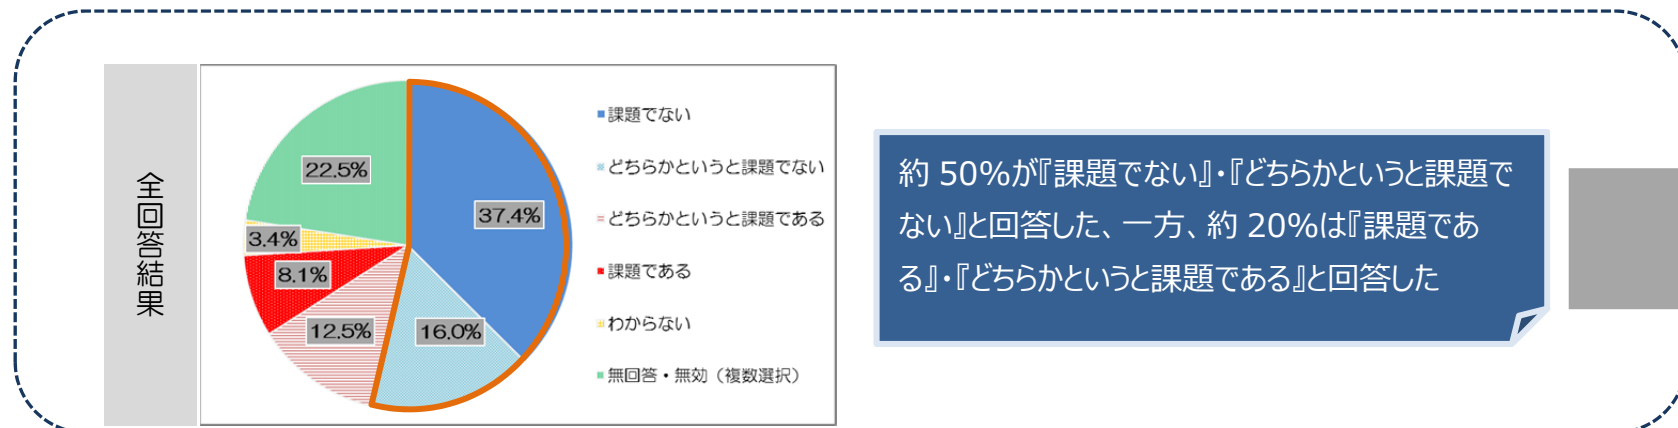 全回答結果
22.5%
37.4%
3.4%
8.1%
12.5%
16.0%
課題でない
どちらかというと課題でない
どちらかというと課題である
課題である
わからない
無回答・無効（複数選択）
約 50%が『課題でない』・『どちらかというと課題で
ない』と回答した、一方、約 20%は『課題であ
る』・『どちらかというと課題である』と回答した